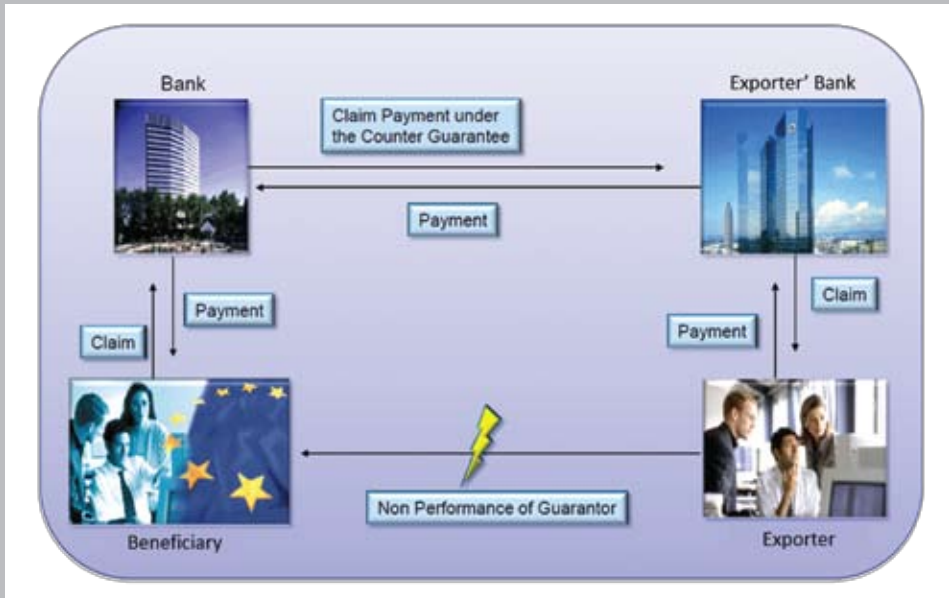 Bank
Exporter' Bank
Claim Payment under
the Counter Guarantee
Payment
Payment
Claim
Claim
Payment
Non Performance of Guarantor
Beneficiary
Exporter